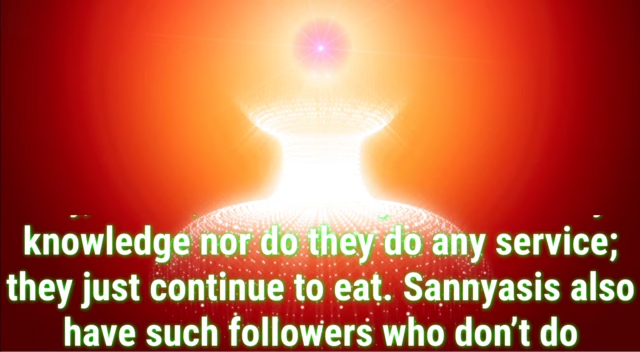 knowledge nor do they do any service;
they just continue to eat. Sannyasis also
have such followers who don’t do